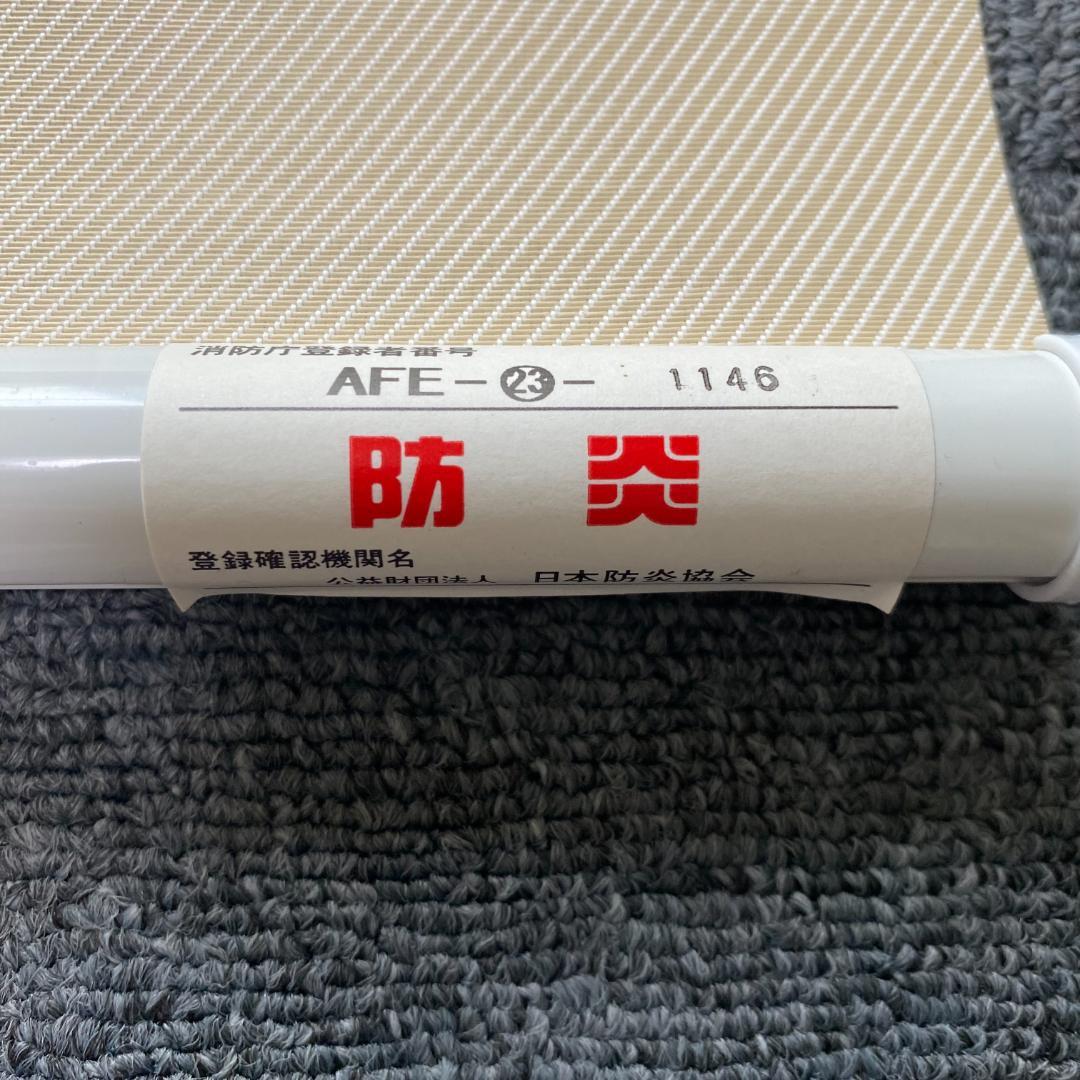 消防庁登録者番号
AFE-㉓- 1146
防炎
登録確認機関名
公益財団法人 日本防炎協会